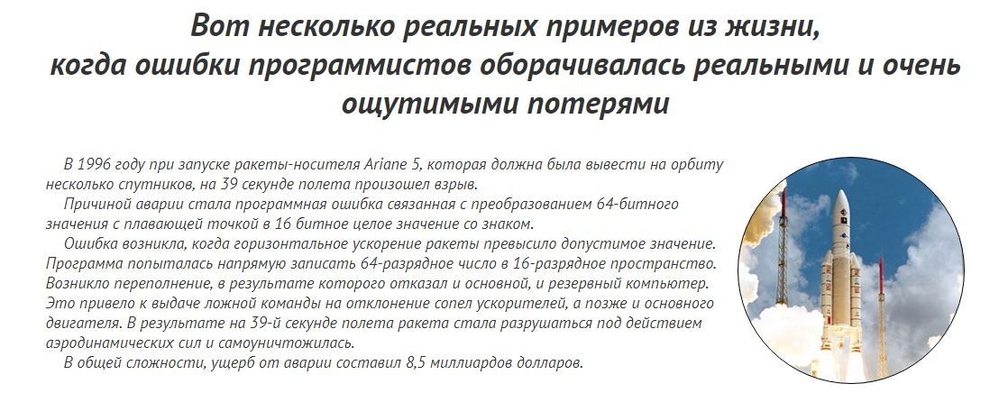 Вот несколько реальных примеров из жизни,
когда ошибки программистов оборачивалась реальными и очень
ощутимыми потерями
В 1996 году при запуске ракеты-носителя Ariane 5, которая должна была вывести на орбиту
несколько спутников, на 39 секунде полета произошел взрыв.
Причиной аварии стала программная ошибка связанная с преобразованием 64-битного
значения с плавающей точкой в 16 битное целое значение со знаком.
Ошибка возникла, когда горизонтальное ускорение ракеты превысило допустимое значение.
Программа попыталась напрямую записать 64-разрядное число в 16-разрядное пространство.
Возникло переполнение, в результате которого отказал и основной, и резервный компьютер.
Это привело к выдаче ложной команды на отклонение сопел ускорителей, а позже и основного
двигателя. В результате на 39-й секунде полета ракета стала разрушаться под действием
аэродинамических сил и самоуничтожилась.
В общей сложности, ущерб от аварии составил 8,5 миллиардов долларов.